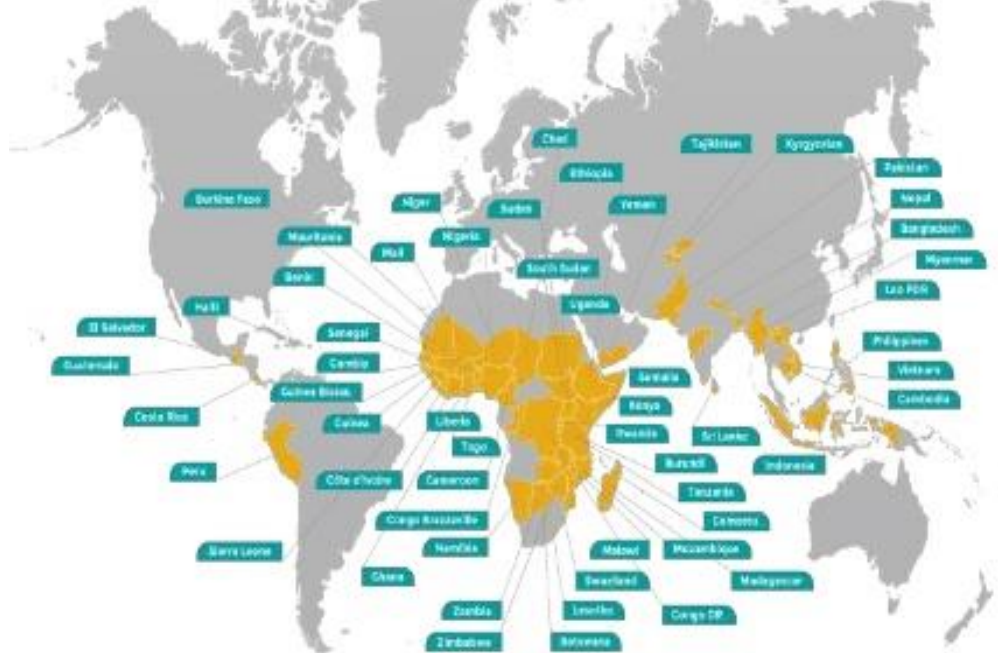 Chad
Tajikistan
Kyrgyzstan
Pakistan
Ethiopia
Burkina Faso
Niger
Sudan
Yemen
Nepal
Mauritania
Mali
Nigeria
Bangladesh
Myanmar
Benin
South Sudan
Haiti
Uganda
Lao PDR
El Salvador
Senegal
Philippines
Guatemala
Gambia
Somalia
Vietnam
Guinea Bissau
Cambodia
Costa Rica
Guinea
Liberia
Kenya
Togo
Rwanda
Sri Lanka
Peru
Côte d'Ivoire
Cameroon
Burundi
Indonesia
Tanzania
Congo Brazzaville
Comoros
Sierra Leone
Namibia
Malawi
Mozambique
Ghana
Swaziland
Madagascar
Zambia
Lesotho
Congo DR
Zimbabwe
Botswana